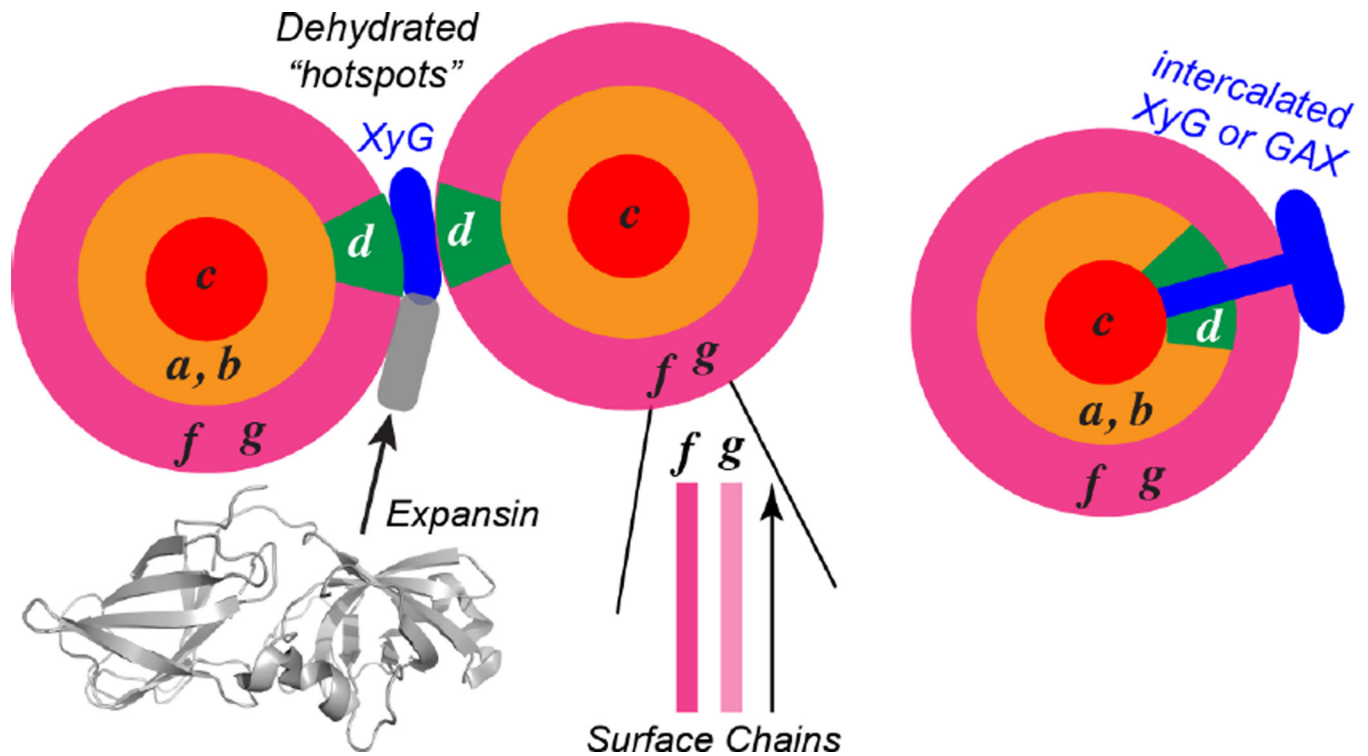 Dehydrated
“hotspots”
XyG
d
d
c
c
a, b
f g
f g
f g
Expansin
Surface Chains
intercalated
XyG or GAX
c
d
a, b
f g